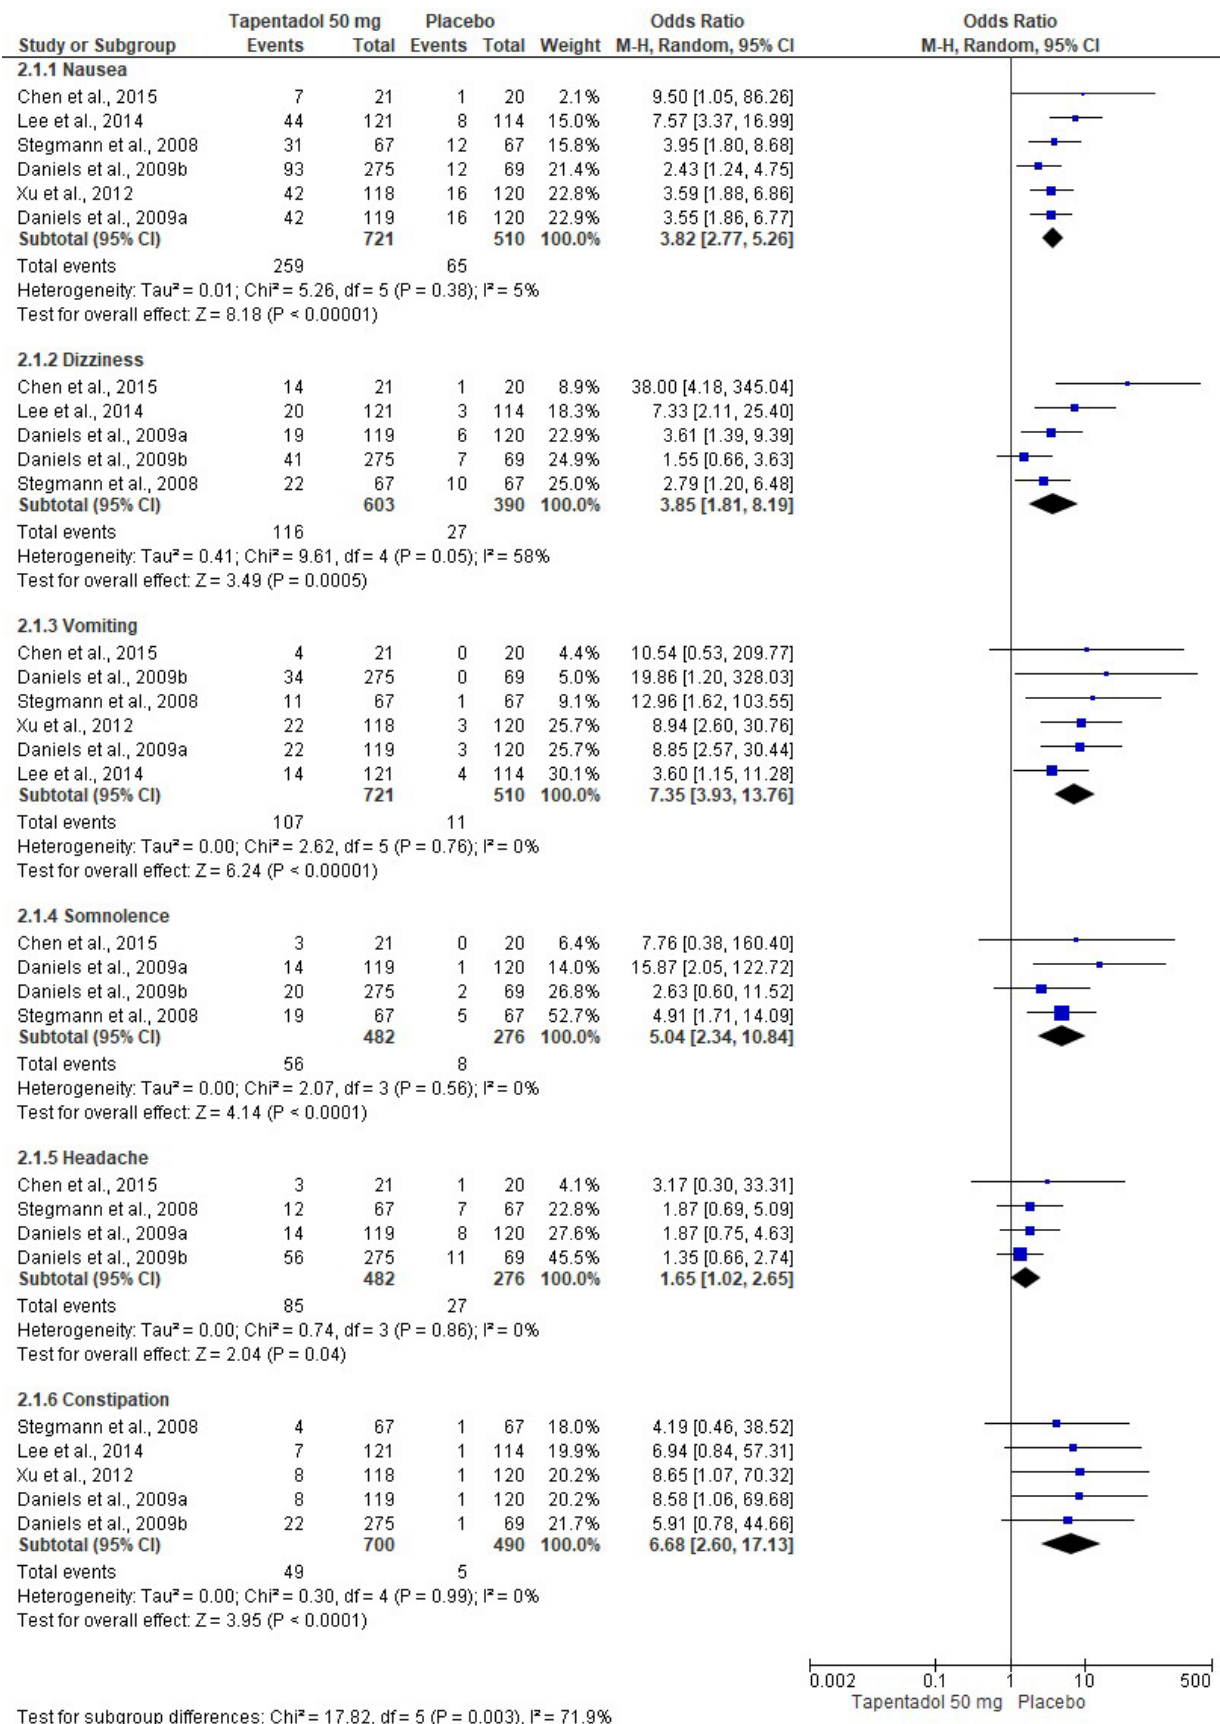 Tapentadol 50 mg Placebo Odds Ratio Odds Ratio
Study or Subgroup Events Total Events Total Weight M-H, Random, 95% CI M-H, Random, 95% CI
2.1.1 Nausea
Chen et al., 2015 7 21 1 20 2.1% 9.50 [1.05, 86.26]
Lee et al., 2014 44 121 8 114 15.0% 7.57 [3.37, 16.99]
Stegmann et al., 2008 31 67 12 67 15.8% 3.95 [1.80, 8.68]
Daniels et al., 2009b 93 275 12 69 21.4% 2.43 [1.24, 4.75]
Xu et al., 2012 42 118 16 120 22.8% 3.59 [1.88, 6.86]
Daniels et al., 2009a 42 119 16 120 22.9% 3.55 [1.86, 6.77]
Subtotal (95% CI) 721 510 100.0% 3.82 [2.77, 5.26]
Total events 259 65
Heterogeneity: Tau² = 0.01; Chi² = 5.26, df = 5 (P = 0.38); I² = 5%
Test for overall effect: Z = 8.18 (P < 0.00001)
2.1.2 Dizziness
Chen et al., 2015 14 21 1 20 8.9% 38.00 [4.18, 345.04]
Lee et al., 2014 20 121 3 114 18.3% 7.33 [2.11, 25.40]
Daniels et al., 2009a 19 119 6 120 22.9% 3.61 [1.39, 9.39]
Daniels et al., 2009b 41 275 7 69 24.9% 1.55 [0.66, 3.63]
Stegmann et al., 2008 22 67 10 67 25.0% 2.79 [1.20, 6.48]
Subtotal (95% CI) 603 390 100.0% 3.85 [1.81, 8.19]
Total events 116 27
Heterogeneity: Tau² = 0.41; Chi² = 9.61, df = 4 (P = 0.05); I² = 58%
Test for overall effect: Z = 3.49 (P = 0.0005)
2.1.3 Vomiting
Chen et al., 2015 4 21 0 20 4.4% 10.54 [0.53, 209.77]
Daniels et al., 2009b 34 275 0 69 5.0% 19.86 [1.20, 328.03]
Stegmann et al., 2008 11 67 1 67 9.1% 12.96 [1.62, 103.55]
Xu et al., 2012 22 118 3 120 25.7% 8.94 [2.60, 30.76]
Daniels et al., 2009a 22 119 3 120 25.7% 8.85 [2.57, 30.44]
Lee et al., 2014 14 121 4 114 30.1% 3.60 [1.15, 11.28]
Subtotal (95% CI) 721 510 100.0% 7.35 [3.93, 13.76]
Total events 107 11
Heterogeneity: Tau² = 0.00; Chi² = 2.62, df = 5 (P = 0.76); I² = 0%
Test for overall effect: Z = 6.24 (P < 0.00001)
2.1.4 Somnolence
Chen et al., 2015 3 21 0 20 6.4% 7.76 [0.38, 160.40]
Daniels et al., 2009a 14 119 1 120 14.0% 15.87 [2.05, 122.72]
Daniels et al., 2009b 20 275 2 69 26.8% 2.63 [0.60, 11.52]
Stegmann et al., 2008 19 67 5 67 52.7% 4.91 [1.71, 14.09]
Subtotal (95% CI) 482 276 100.0% 5.04 [2.34, 10.84]
Total events 56 8
Heterogeneity: Tau² = 0.00; Chi² = 2.07, df = 3 (P = 0.56); I² = 0%
Test for overall effect: Z = 4.14 (P < 0.0001)
2.1.5 Headache
Chen et al., 2015 3 21 1 20 4.1% 3.17 [0.30, 33.31]
Stegmann et al., 2008 12 67 7 67 22.8% 1.87 [0.69, 5.09]
Daniels et al., 2009a 14 119 8 120 27.6% 1.87 [0.75, 4.63]
Daniels et al., 2009b 56 275 11 69 45.5% 1.35 [0.66, 2.74]
Subtotal (95% CI) 482 276 100.0% 1.65 [1.02, 2.65]
Total events 85 27
Heterogeneity: Tau² = 0.00; Chi² = 0.74, df = 3 (P = 0.86); I² = 0%
Test for overall effect: Z = 2.04 (P = 0.04)
2.1.6 Constipation
Stegmann et al., 2008 4 67 1 67 18.0% 4.19 [0.46, 38.52]
Lee et al., 2014 7 121 1 114 19.9% 6.94 [0.84, 57.31]
Xu et al., 2012 8 118 1 120 20.2% 8.65 [1.07, 70.32]
Daniels et al., 2009a 8 119 1 120 20.2% 8.58 [1.06, 69.68]
Daniels et al., 2009b 22 275 1 69 21.7% 5.91 [0.78, 44.66]
Subtotal (95% CI) 700 490 100.0% 6.68 [2.60, 17.13]
Total events 49 5
Heterogeneity: Tau² = 0.00; Chi² = 0.30, df = 4 (P = 0.99); I² = 0%
Test for overall effect: Z = 3.95 (P < 0.0001)
0.002 0.1 1 10 500
Tapentadol 50 mg Placebo
Test for subgroup differences: Chi² = 17.82, df = 5 (P = 0.003), I² = 71.9%